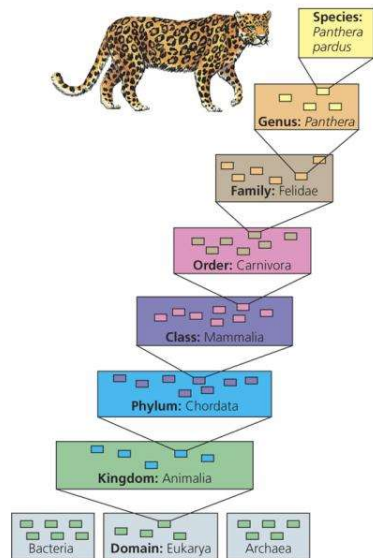 Species:
Panthera
pardus
Genus: Panthera
Family: Felidae
Order: Carnivora
Class: Mammalia
Phylum: Chordata
Kingdom: Animalia
Bacteria
Domain: Eukarya
Archaea